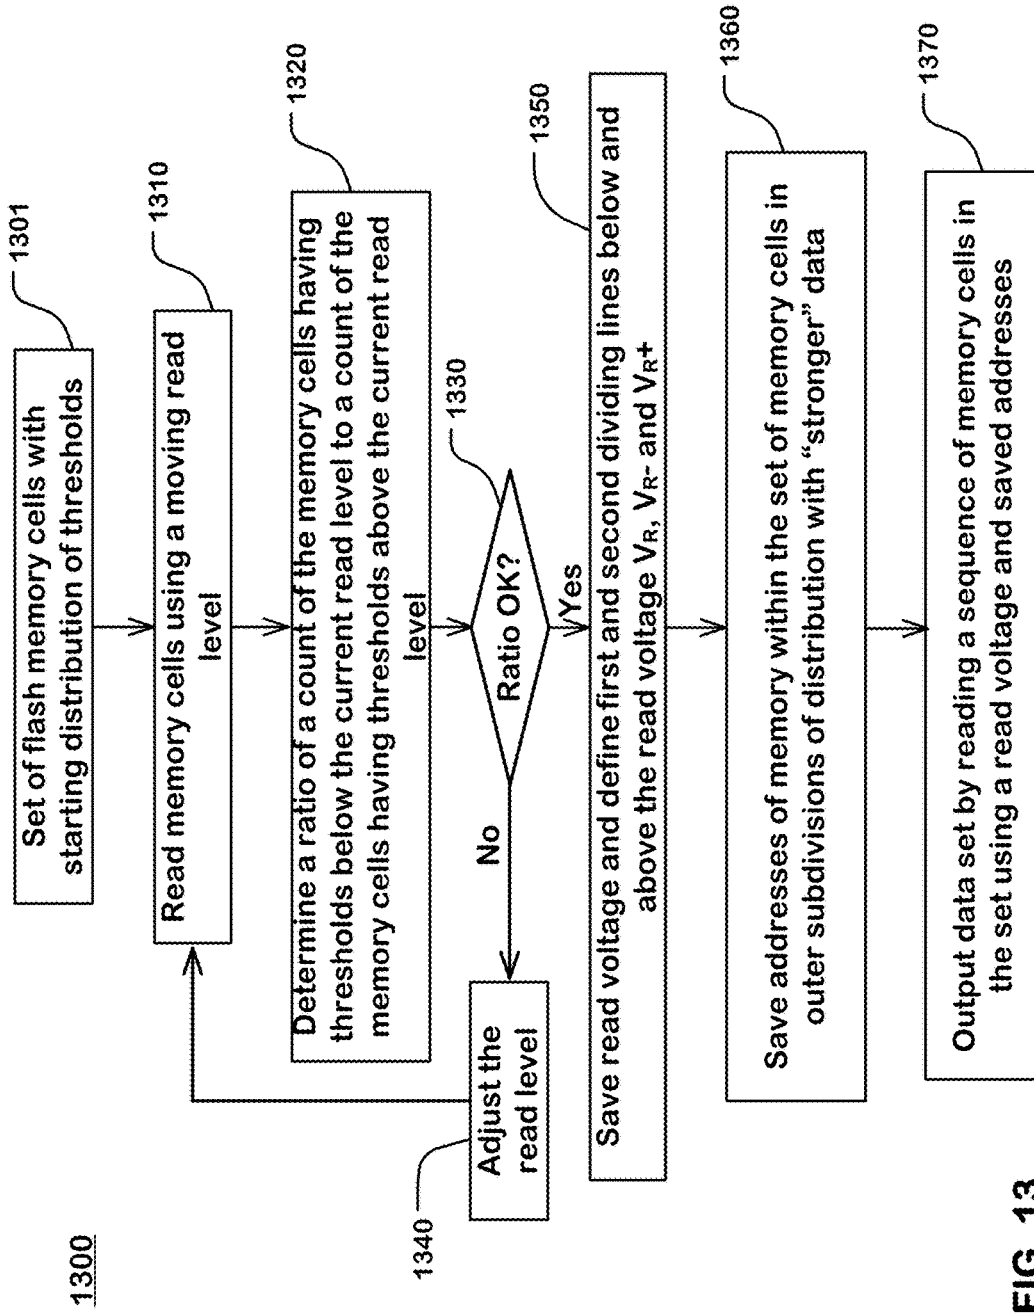 1300
Set of flash memory cells with
starting distribution of thresholds
1301
Read memory cells using a moving read
level
1310
Determine a ratio of a count of the memory cells having
thresholds below the current read level to a count of the
memory cells having thresholds above the current read
level
1320
Ratio OK?
1330
No
Yes
Adjust the
read level
1340
Save read voltage and define first and second dividing lines below and
above the read voltage VR, VR- and VR+
1350
Save addresses of memory within the set of memory cells in
outer subdivisions of distribution with “stronger” data
1360
Output data set by reading a sequence of memory cells in
the set using a read voltage and saved addresses
1370
FIG. 13